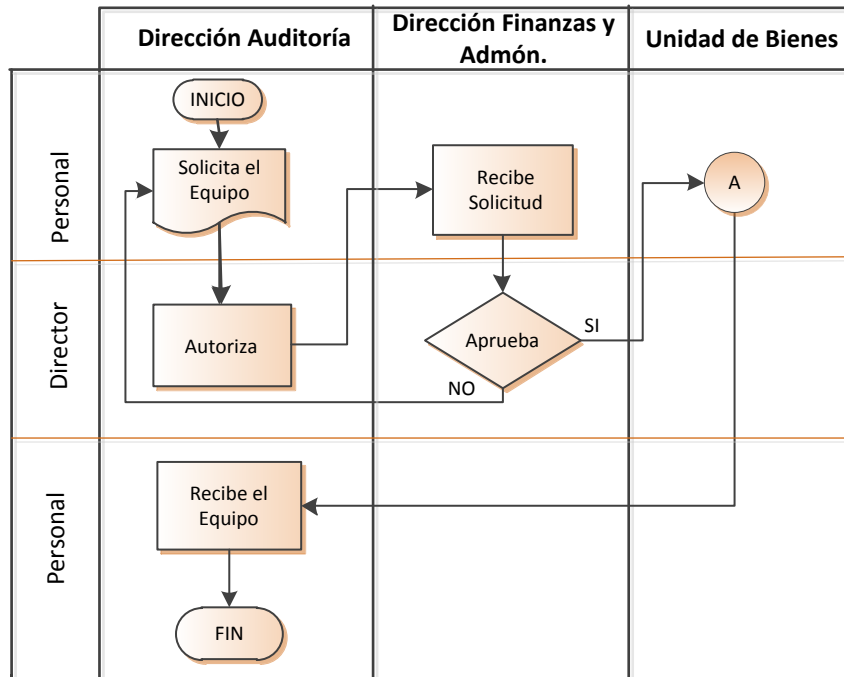 Dirección Auditoría
Dirección Finanzas y
Admón.
Unidad de Bienes
Personal
INICIO
Solicita el
Equipo
Recibe
Solicitud
A
Director
Autoriza
Aprueba
SI
NO
Personal
Recibe el
Equipo
FIN